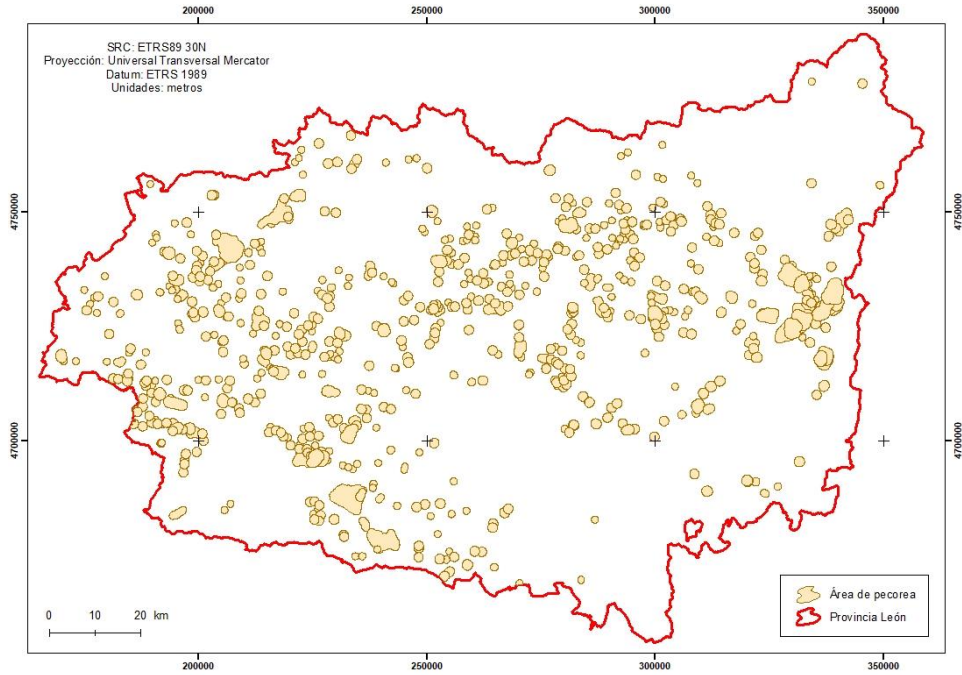 200000 250000 300000 350000
SRC: ETRS89 30N
Proyección: Universal Transversal Mercator
Datum: ETRS 1989
Unidades: metros
750000 4750000
4700000 4700000
Área de pecorea
Provincia León
0 10 20 km
200000 250000 300000 350000